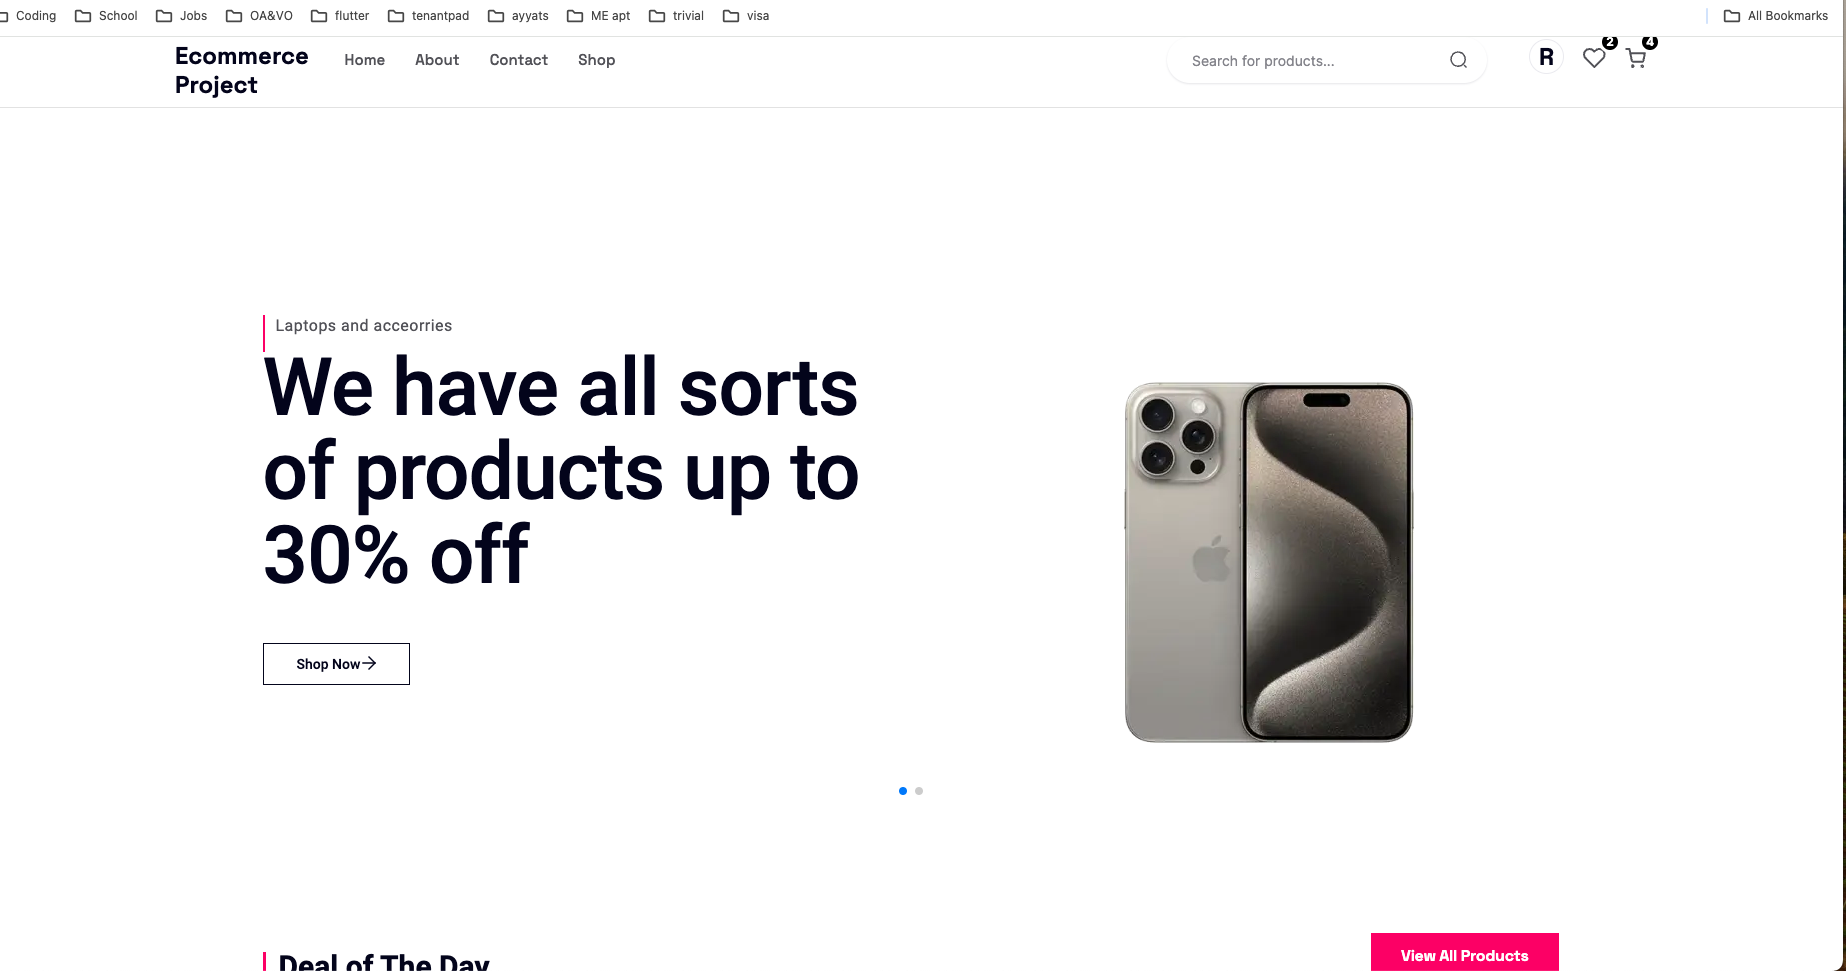 Coding School Jobs OA&VO flutter tenantpad ayyats ME apt trivial visa All Bookmarks
Ecommerce
Project
Home About Contact Shop
Search for products...
R
2
4
Laptops and acceorries
We have all sorts
of products up to
30% off
Shop Now
Deal of The Day
View All Products